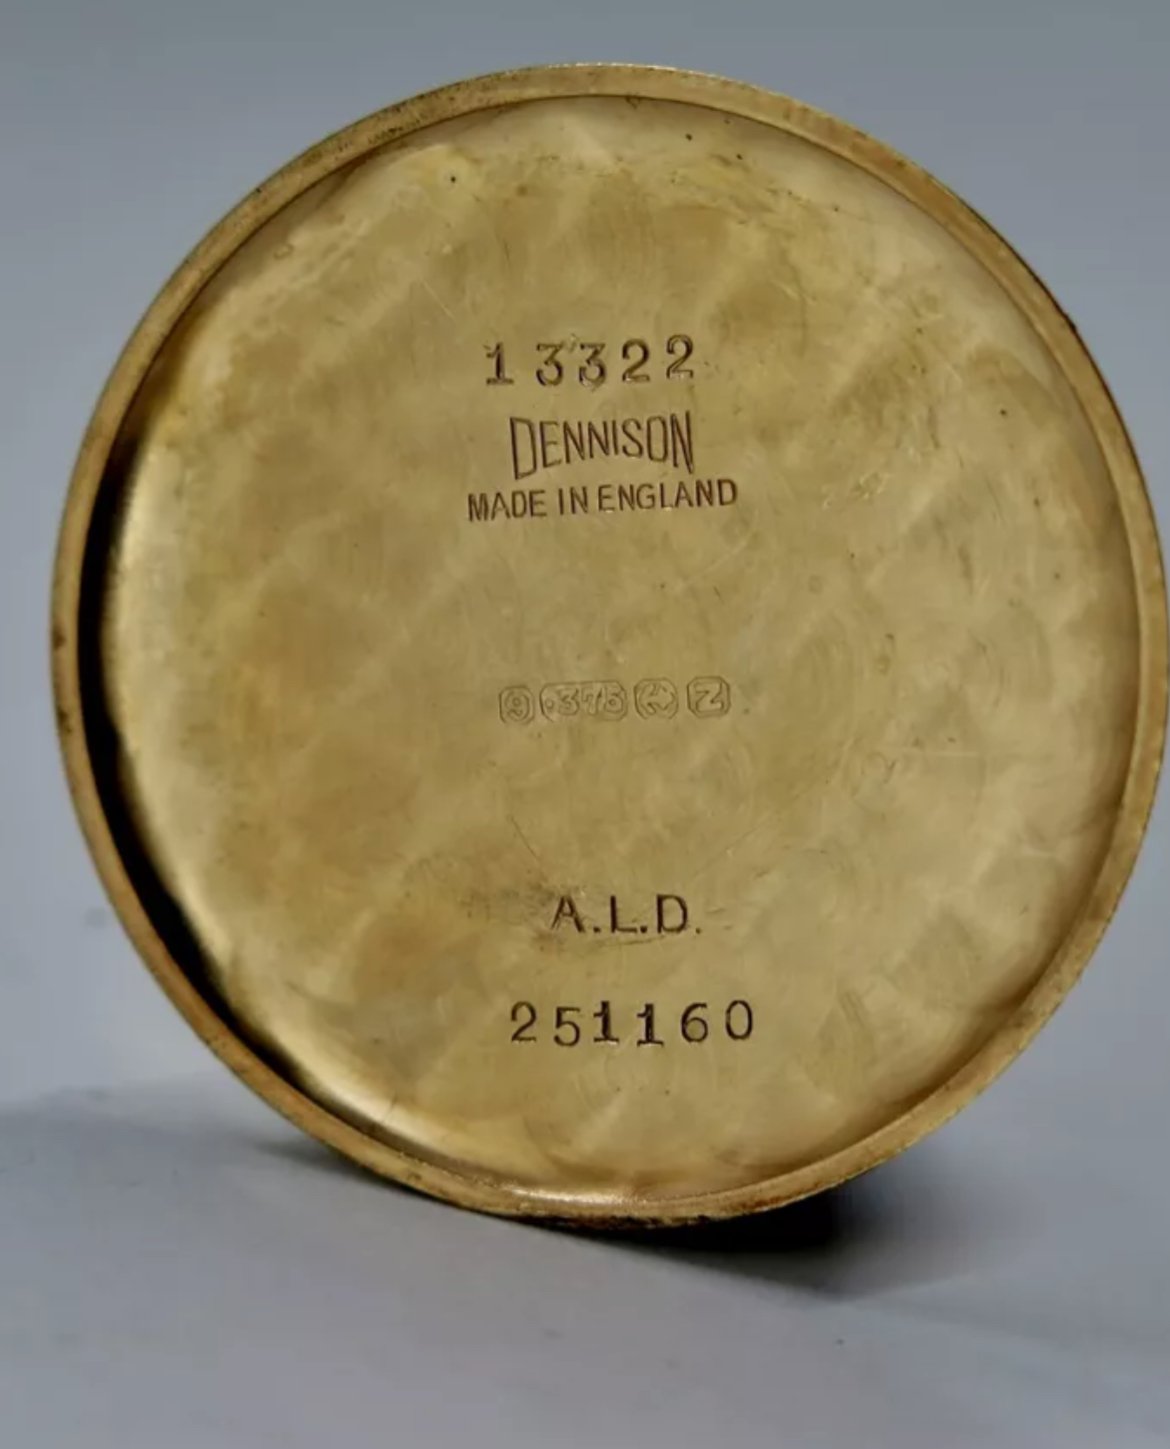 13322
DENNISON
MADE IN ENGLAND
9 .375 Z
A.L.D.
251160